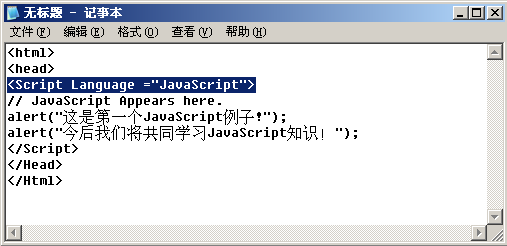 无标题 - 记事本
文件(F) 编辑(E) 格式(O) 查看(V) 帮助(H)
<html>
<head>
<Script Language ="JavaScript">
// JavaScript Appears here.
alert("这是第一个JavaScript例子!");
alert("今后我们将共同学习JavaScript知识！");
</Script>
</Head>
</Html>